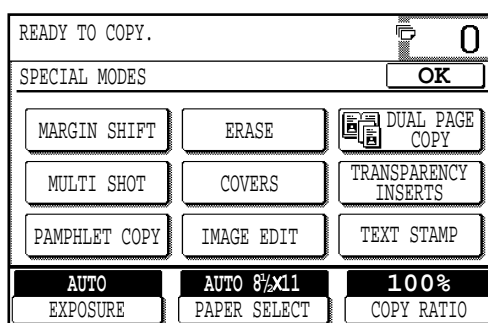 READY TO COPY. 0
SPECIAL MODES OK
MARGIN SHIFT ERASE DUAL PAGE COPY
MULTI SHOT COVERS TRANSPARENCY INSERTS
PAMPHLET COPY IMAGE EDIT TEXT STAMP
AUTO AUTO 8½X11 100%
EXPOSURE PAPER SELECT COPY RATIO